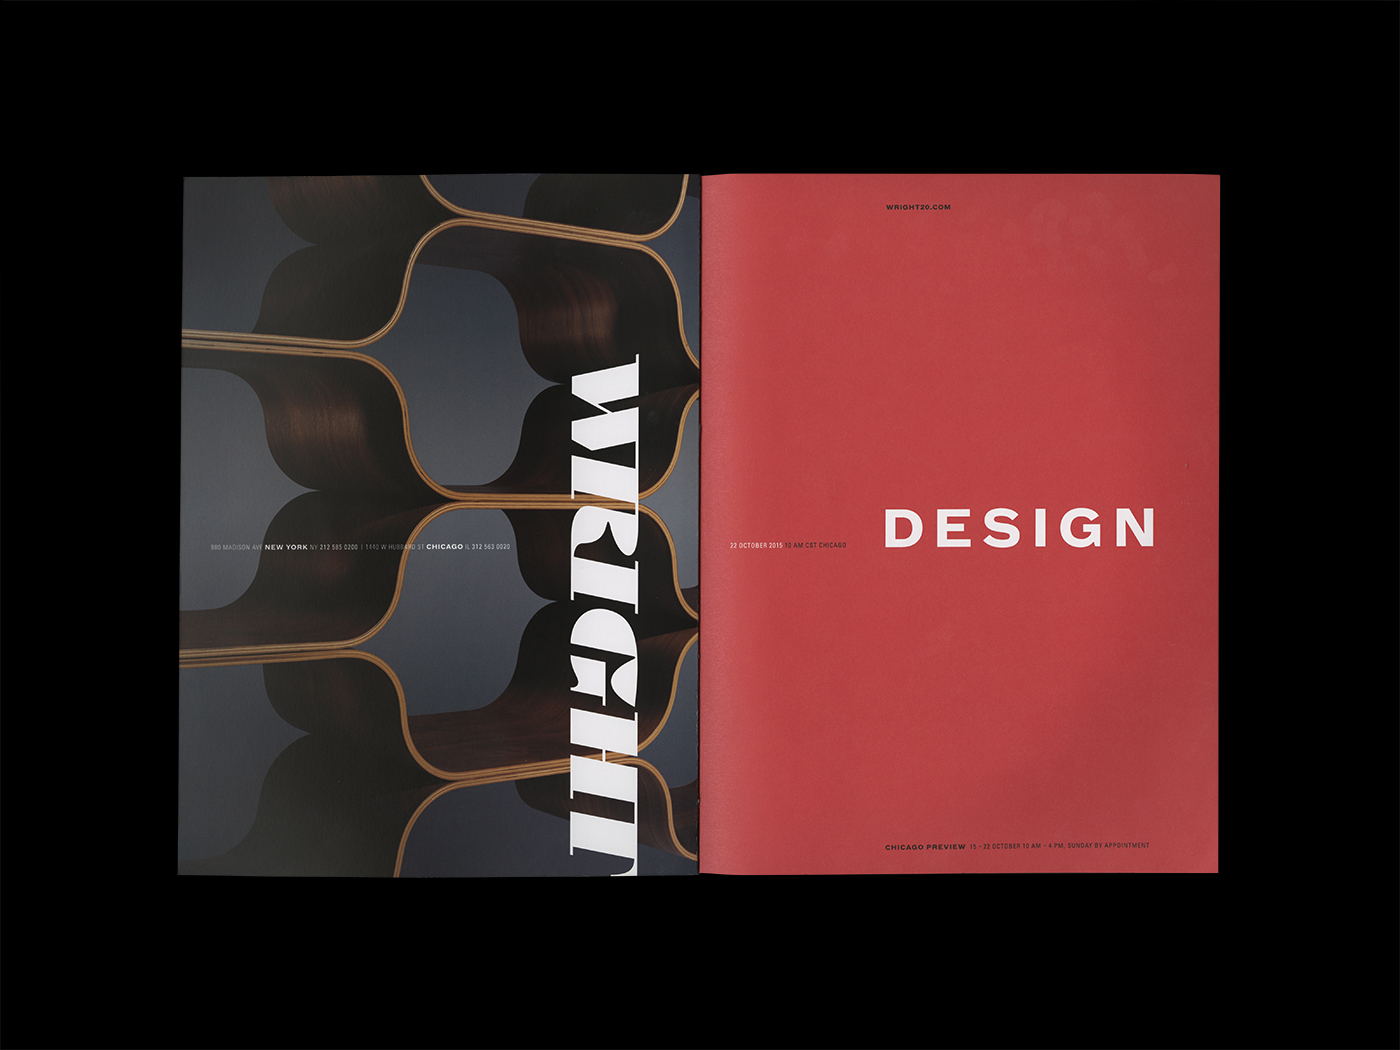 980 MADISON AVE NEW YORK NY 212 585 0200 | 1440 W HUBBARD ST CHICAGO IL 312 563 0020
WRIGHT
WRIGHT20.COM
22 OCTOBER 2015 10 AM CST CHICAGO
DESIGN
CHICAGO PREVIEW 15 – 22 OCTOBER 10 AM – 4 PM, SUNDAY BY APPOINTMENT